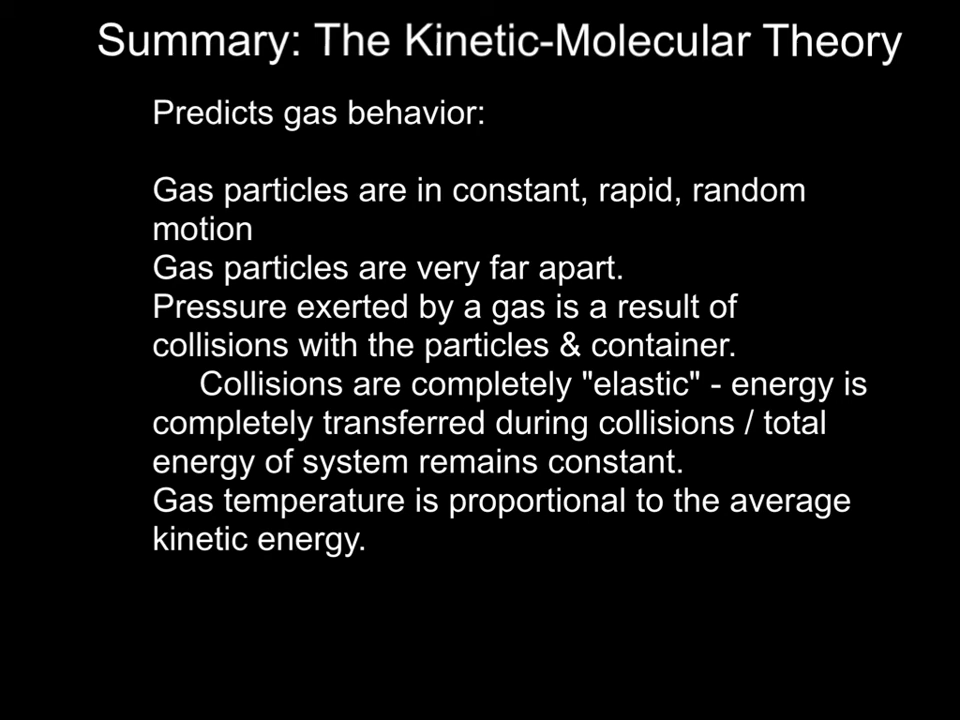 Summary: The Kinetic-Molecular Theory
Predicts gas behavior:
Gas particles are in constant, rapid, random
motion
Gas particles are very far apart.
Pressure exerted by a gas is a result of
collisions with the particles & container.
Collisions are completely "elastic" - energy is
completely transferred during collisions / total
energy of system remains constant.
Gas temperature is proportional to the average
kinetic energy.